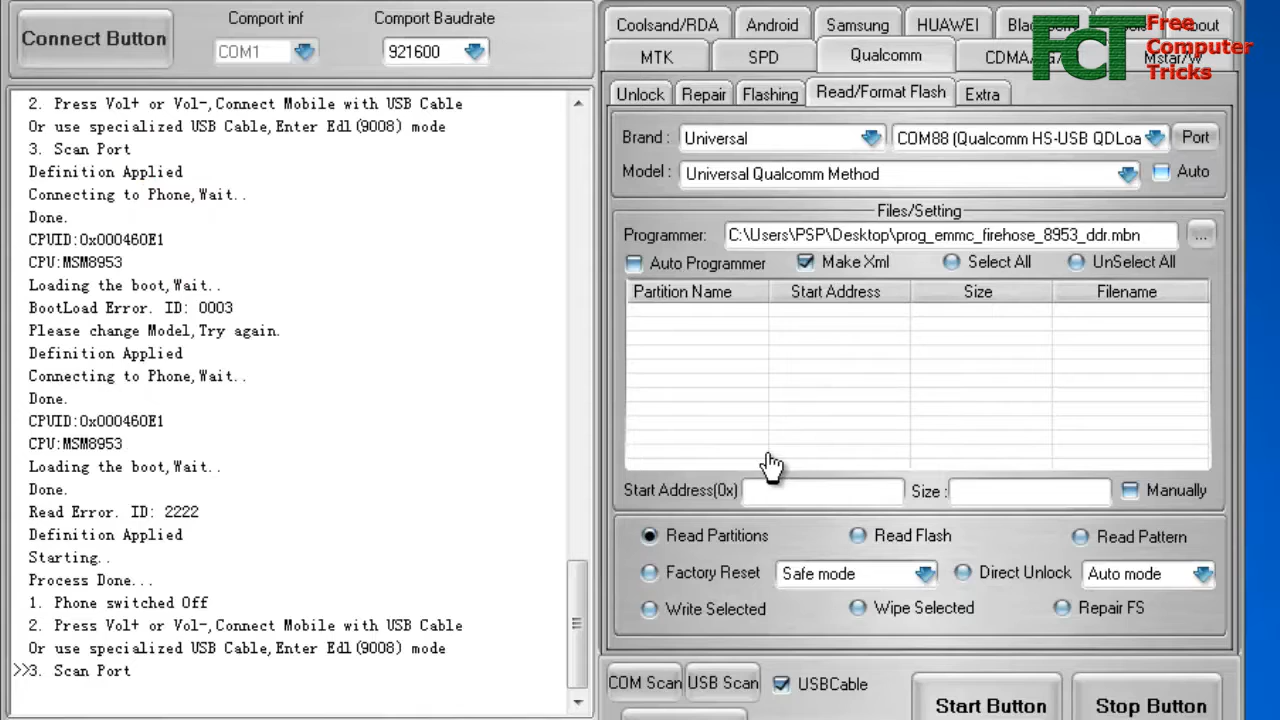 Connect Button
Comport inf
COM1
Comport Baudrate
921600
2. Press Vol+ or Vol-,Connect Mobile with USB Cable
Or use specialized USB Cable,Enter Edl(9008) mode
3. Scan Port
Definition Applied
Connecting to Phone,Wait..
Done.
CPUID:0x000460E1
CPU:MSM8953
Loading the boot,Wait..
BootLoad Error. ID: 0003
Please change Model,Try again.
Definition Applied
Connecting to Phone,Wait..
Done.
CPUID:0x000460E1
CPU:MSM8953
Loading the boot,Wait..
Done.
Read Error. ID: 2222
Definition Applied
Starting..
Process Done...
1. Phone switched Off
2. Press Vol+ or Vol-,Connect Mobile with USB Cable
Or use specialized USB Cable,Enter Edl(9008) mode
>>3. Scan Port
Coolsand/RDA Android Samsung HUAWEI
MTK SPD Qualcomm CDMA
Mstar/W
FCT
Free
Computer
Tricks
Unlock Repair Flashing Read/Format Flash Extra
Brand : Universal COM88 (Qualcomm HS-USB QDLoa Port
Model : Universal Qualcomm Method Auto
Files/Setting
Programmer: C:\Users\PSP\Desktop\prog_emmc_firehose_8953_ddr.mbn ...
Auto Programmer Make Xml Select All UnSelect All
Partition Name Start Address Size Filename
Start Address(0x) Size : Manually
Read Partitions Read Flash Read Pattern
Factory Reset Safe mode Direct Unlock Auto mode
Write Selected Wipe Selected Repair FS
COM Scan USB Scan USBCable
Start Button Stop Button